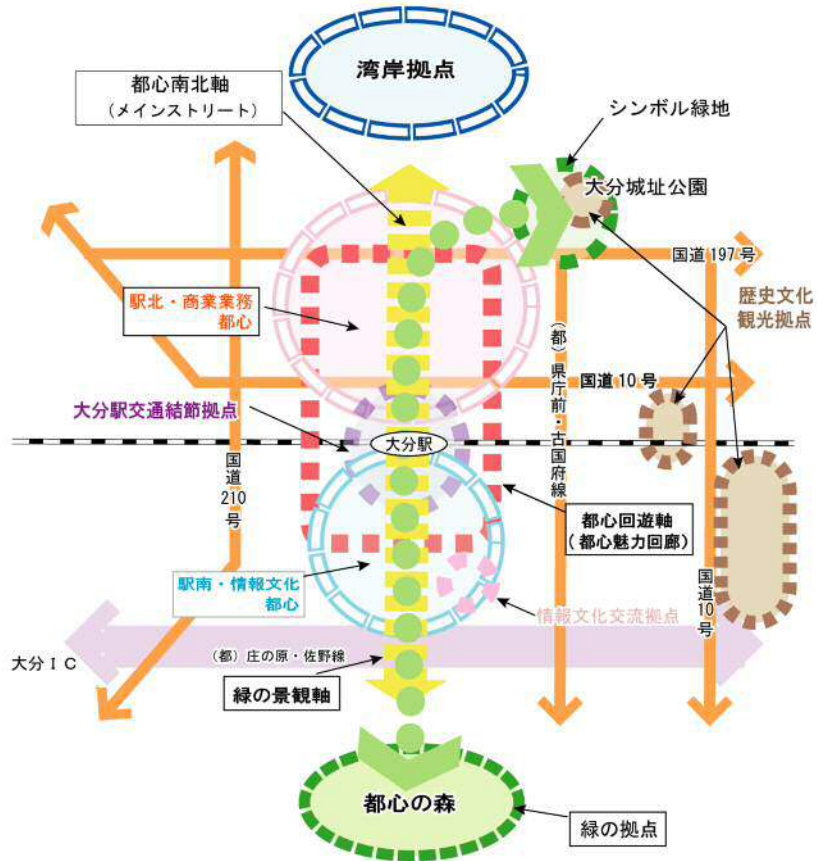 湾岸拠点
都心南北軸
（メインストリート）
シンボル緑地
大分城址公園
国道 197 号
歴史文化
観光拠点
駅北・商業業務
都心
国道 10 号
（都）県庁前・古国府線
大分駅交通結節拠点
大分駅
国道 210 号
都心回遊軸
（都心魅力回廊）
駅南・情報文化
都心
国道 10 号
情報文化交流拠点
大分ＩＣ
（都）庄の原・佐野線
緑の景観軸
都心の森
緑の拠点